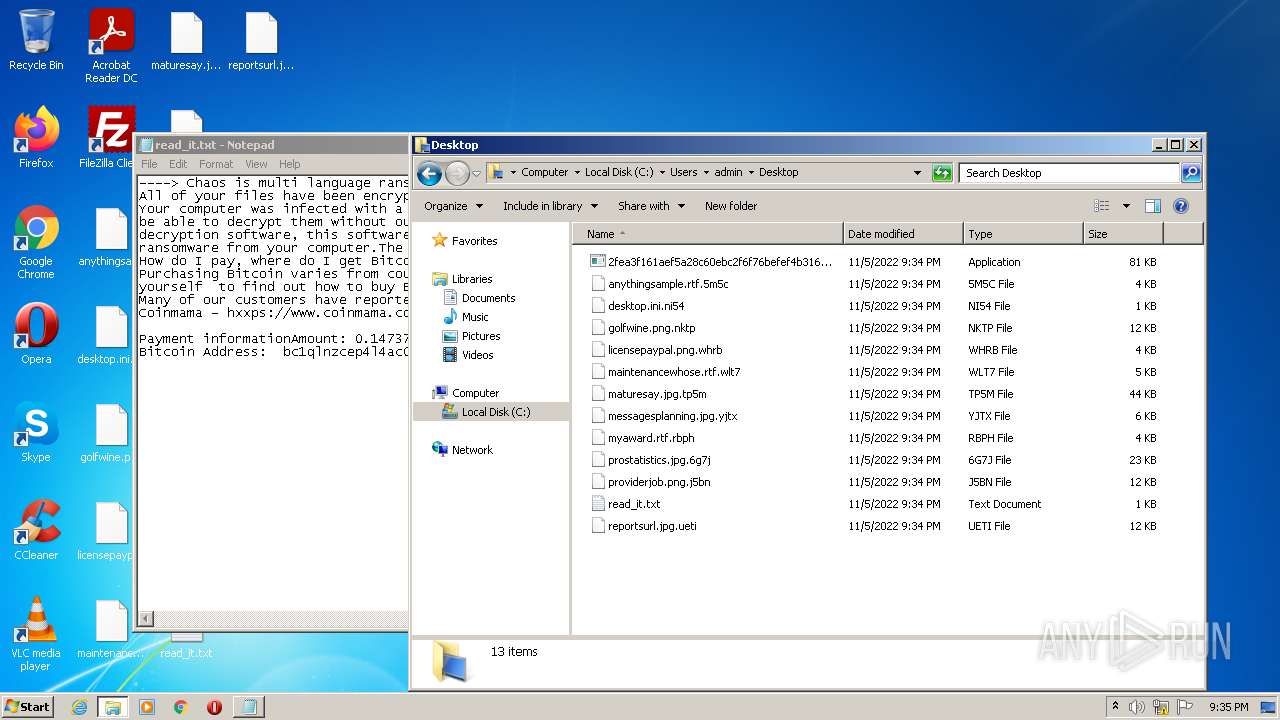 Recycle Bin
Acrobat Reader DC
maturesay.j...
reportsurl.j...
Firefox
FileZilla Clie
Google Chrome
anythingsa
Opera
desktop.ini.
Skype
golfwine.p
CCleaner
licensepayp
VLC media player
maintenanc...
read_it.txt
read_it.txt - Notepad
File Edit Format View Help
----> Chaos is multi language rans
All of your files have been encryp
Your computer was infected with a
be able to decrypt them without ou
decryption software, this software
ransomware from your computer.The
How do I pay, where do I get Bitco
Purchasing Bitcoin varies from cou
yourself  to find out how to buy B
Many of our customers have reporte
Coinmama - hxxps://www.coinmama.co
Payment informationAmount: 0.14737
Bitcoin Address:  bc1qlnzcep4l4ac0
Desktop
Computer Local Disk (C:) Users admin Desktop
Search Desktop
Organize Include in library Share with New folder
Favorites
Libraries
Documents
Music
Pictures
Videos
Computer
Local Disk (C:)
Network
Name Date modified Type Size
2fea3f161aef5a28c60ebc2f6f76befef4b316... 11/5/2022 9:34 PM Application 81 KB
anythingsample.rtf.5m5c 11/5/2022 9:34 PM 5M5C File 4 KB
desktop.ini.ni54 11/5/2022 9:34 PM NI54 File 1 KB
golfwine.png.nktp 11/5/2022 9:34 PM NKTP File 12 KB
licensepaypal.png.whrb 11/5/2022 9:34 PM WHRB File 4 KB
maintenancewhose.rtf.wlt7 11/5/2022 9:34 PM WLT7 File 5 KB
maturesay.jpg.tp5m 11/5/2022 9:34 PM TP5M File 44 KB
messagesplanning.jpg.yjtx 11/5/2022 9:34 PM YJTX File 6 KB
myaward.rtf.rbph 11/5/2022 9:34 PM RBPH File 4 KB
prostatistics.jpg.6g7j 11/5/2022 9:34 PM 6G7J File 23 KB
providerjob.png.j5bn 11/5/2022 9:34 PM J5BN File 12 KB
read_it.txt 11/5/2022 9:34 PM Text Document 1 KB
reportsurl.jpg.ueti 11/5/2022 9:34 PM UETI File 12 KB
13 items
ANY RUN
Start
9:35 PM